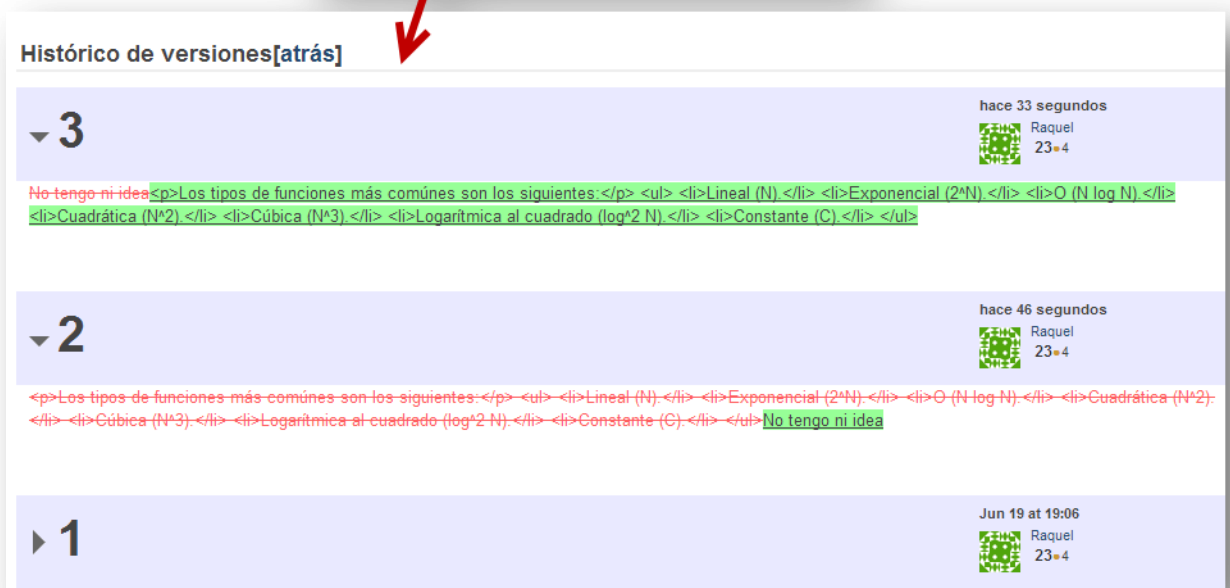 Histórico de versiones[atrás]
3
hace 33 segundos
Raquel
23●4
No tengo ni idea<p>Los tipos de funciones más comúnes son los siguientes:</p> <ul> <li>Lineal (N).</li> <li>Exponencial (2^N).</li> <li>O (N log N).</li>
<li>Cuadrática (N^2).</li> <li>Cúbica (N^3).</li> <li>Logarítmica al cuadrado (log^2 N).</li> <li>Constante (C).</li> </ul>
2
hace 46 segundos
Raquel
23●4
<p>Los tipos de funciones más comúnes son los siguientes:</p> <ul> <li>Lineal (N).</li> <li>Exponencial (2^N).</li> <li>O (N log N).</li> <li>Cuadrática (N^2).
</li> <li>Cúbica (N^3).</li> <li>Logarítmica al cuadrado (log^2 N).</li> <li>Constante (C).</li> </ul>No tengo ni idea
1
Jun 19 at 19:06
Raquel
23●4